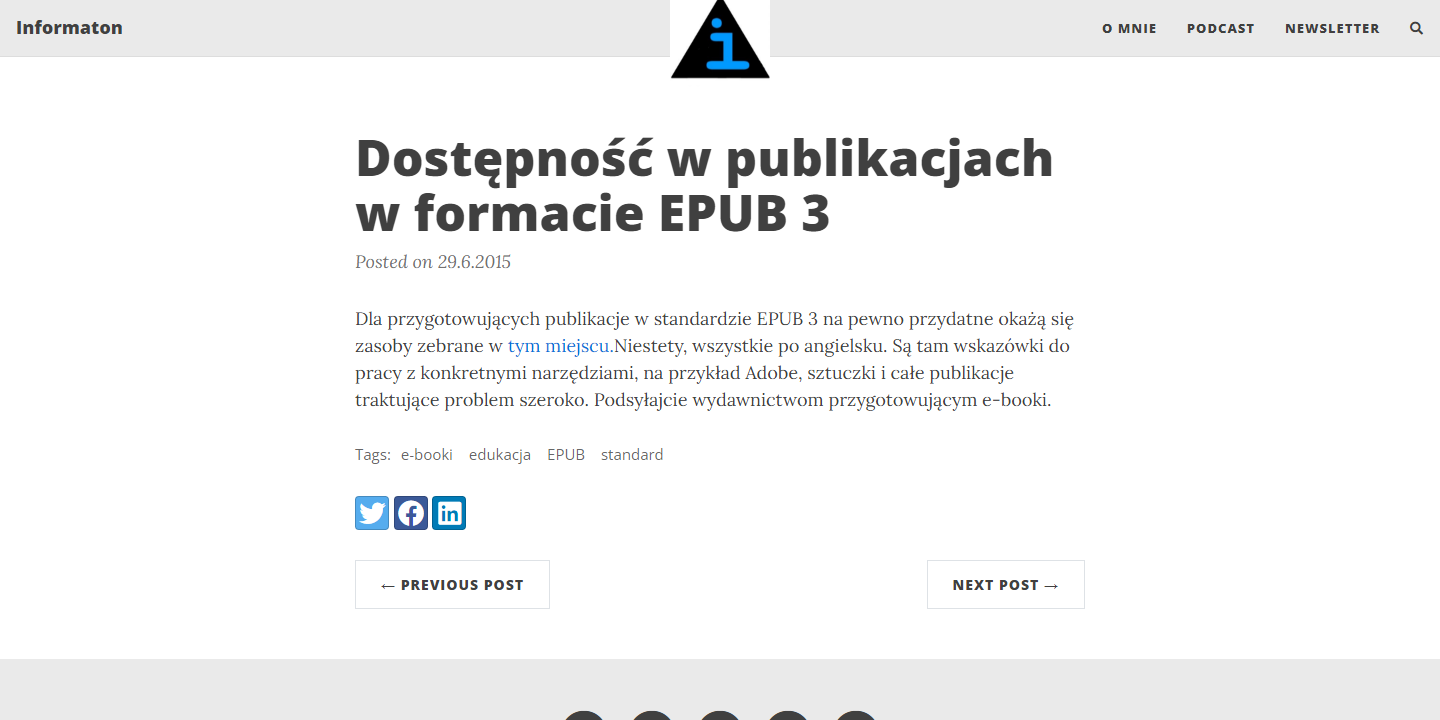 Informaton
i
O MNIE
PODCAST
NEWSLETTER
Dostępność w publikacjach
w formacie EPUB 3
Posted on 29.6.2015
Dla przygotowujących publikacje w standardzie EPUB 3 na pewno przydatne okażą się
zasoby zebrane w tym miejscu.Niestety, wszystkie po angielsku. Są tam wskazówki do
pracy z konkretnymi narzędziami, na przykład Adobe, sztuczki i całe publikacje
traktujące problem szeroko. Podsyłajcie wydawnictwom przygotowującym e-booki.
Tags: e-booki edukacja EPUB standard
← PREVIOUS POST
NEXT POST →